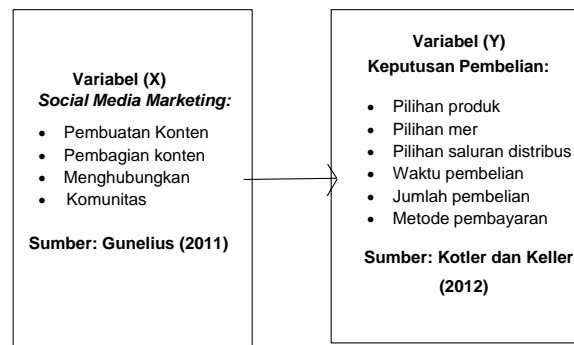 Variabel (X)
Social Media Marketing:
• Pembuatan Konten
• Pembagian konten
• Menghubungkan
• Komunitas
Sumber: Gunelius (2011)
Variabel (Y)
Keputusan Pembelian:
• Pilihan produk
• Pilihan mer
• Pilihan saluran distribus
• Waktu pembelian
• Jumlah pembelian
• Metode pembayaran
Sumber: Kotler dan Keller
(2012)